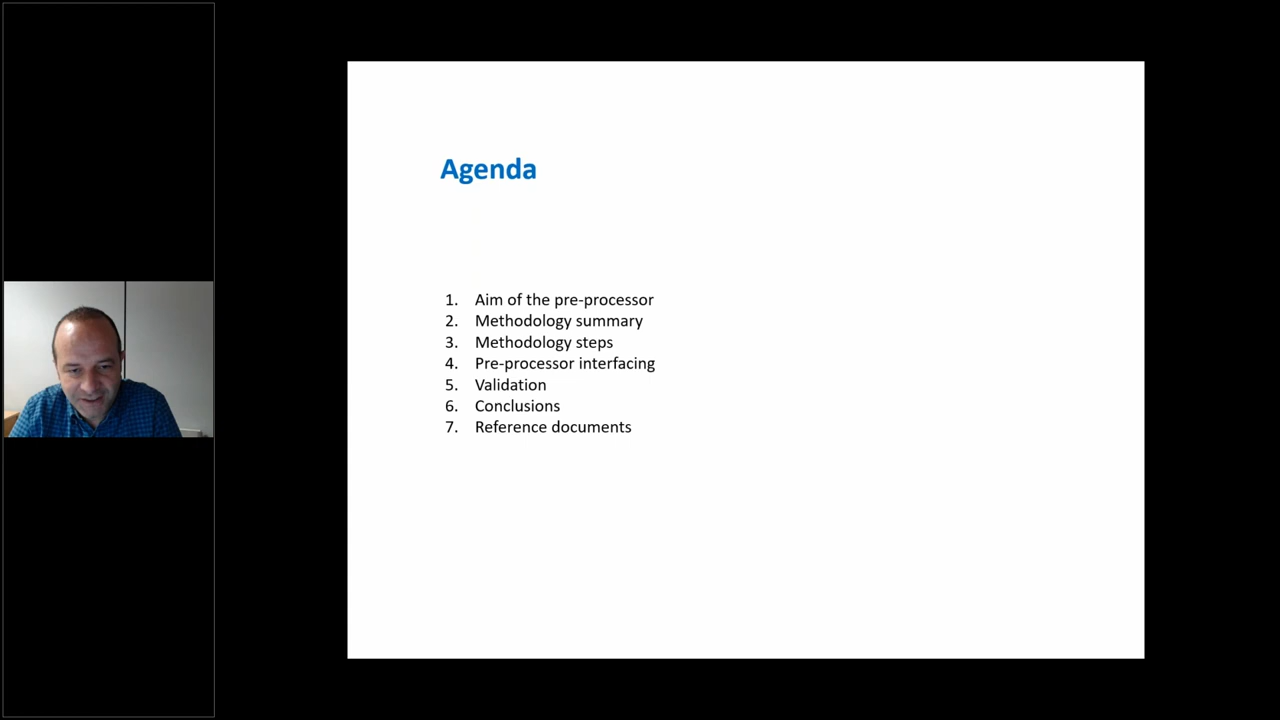 Agenda
1. Aim of the pre-processor
2. Methodology summary
3. Methodology steps
4. Pre-processor interfacing
5. Validation
6. Conclusions
7. Reference documents